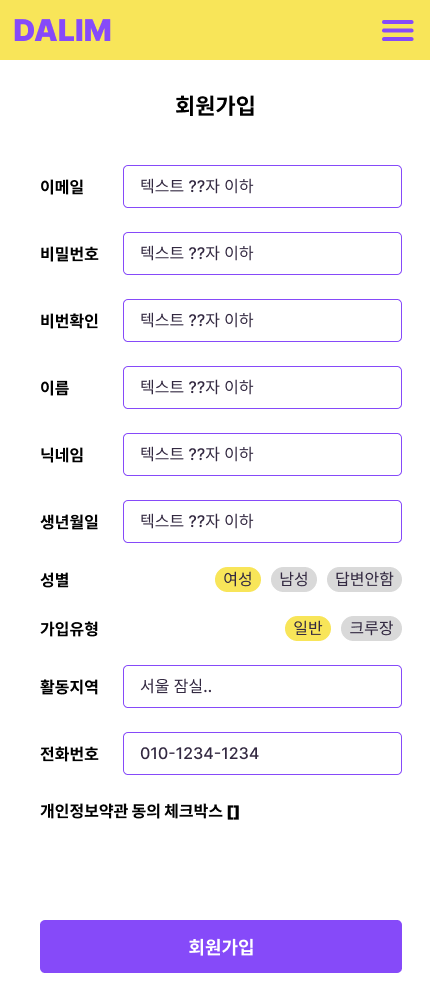 DALIM
회원가입
이메일 텍스트 ??자 이하
비밀번호 텍스트 ??자 이하
비번확인 텍스트 ??자 이하
이름 텍스트 ??자 이하
닉네임 텍스트 ??자 이하
생년월일 텍스트 ??자 이하
성별 여성 남성 답변안함
가입유형 일반 크루장
활동지역 서울 잠실..
전화번호 010-1234-1234
개인정보약관 동의 체크박스 []
회원가입